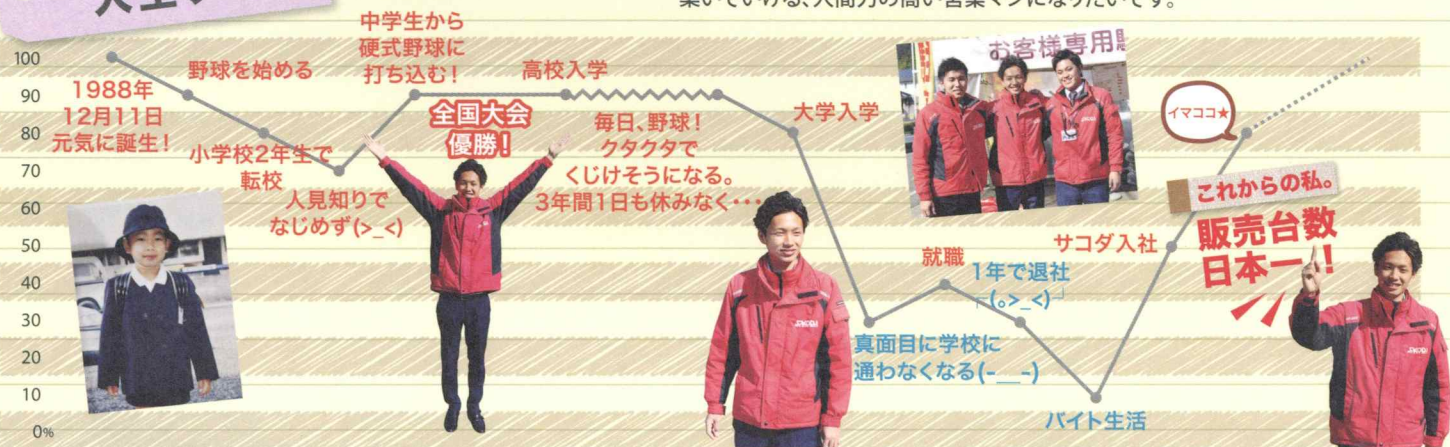 築いていける、人間力の高い営業マンになりたいです。
100
90
80
70
60
50
40
30
20
10
0%
1988年
12月11日
元気に誕生!
野球を始める
小学校2年生で
転校
人見知りで
なじめず(>_<)
中学生から
硬式野球に
打ち込む!
全国大会
優勝!
高校入学
毎日、野球!
クタクタで
くじけそうになる。
3年間1日も休みなく・・・
大学入学
真面目に学校に
通わなくなる(-__-)
就職
1年で退社
┌(。>_<)┘
バイト生活
サコダ入社
お客様専用
イマココ★
これからの私。
販売台数
日本一!
SAKODA
SAKODA